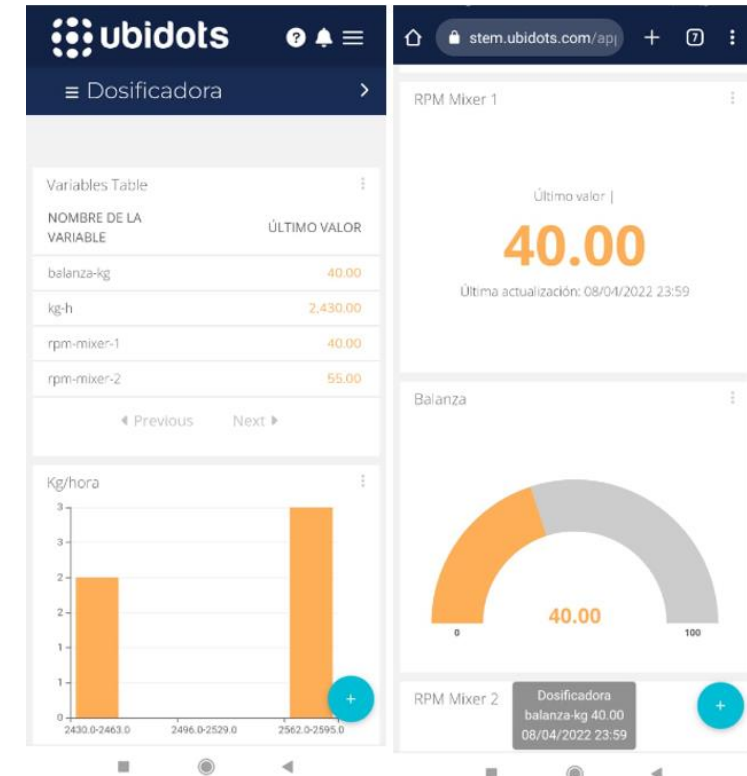 ubidots
Dosificadora
Variables Table
NOMBRE DE LA
VARIABLE
ÚLTIMO VALOR
balanza-kg 40.00
kg-h 2,430.00
rpm-mixer-1 40.00
rpm-mixer-2 55.00
Previous Next
Kg/hora
3
3
2
2
1
1
0
2430.0-2463.0 2496.0-2529.0 2562.0-2595.0
+
stem.ubidots.com/app
+ 7
RPM Mixer 1
Último valor |
40.00
Última actualización: 08/04/2022 23:59
Balanza
40.00
0 100
RPM Mixer 2
Dosificadora
balanza-kg 40.00
08/04/2022 23:59
+